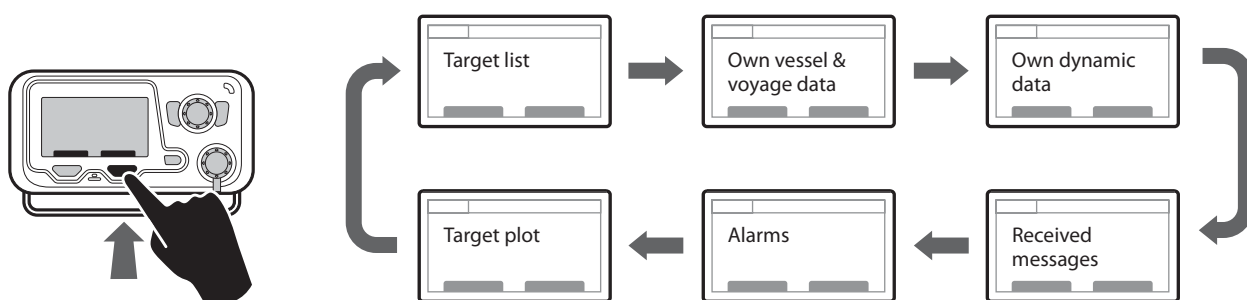 Target list
Own vessel &
voyage data
Own dynamic
data
Target plot
Alarms
Received
messages